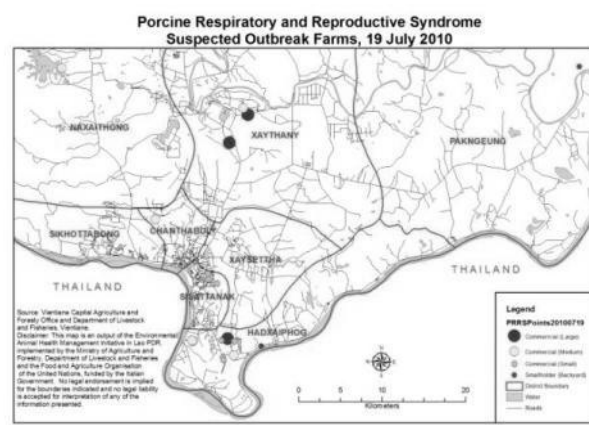 Porcine Respiratory and Reproductive Syndrome
Suspected Outbreak Farms, 19 July 2010
NAXAITHONG
XAYTHANY
PAKNGEUNG
SIKHOTTABONG
CHANTHABULY
XAYSETTHA
THAILAND
THAILAND
SISATTANAK
HADXAIPHOG
Source: Vientiane Capital Agriculture and
Forestry Office and Department of Livestock
and Fisheries, Vientiane.
Disclaimer: This map is an output of the Environmental
Animal Health Management Initiative in Lao PDR,
implemented by the Ministry of Agriculture and
Forestry, Department of Livestock and Fisheries
and the Food and Agriculture Organisation
of the United Nations, funded by the Italian
Government. No legal endorsement is implied
for the boundaries indicated and no legal liability
is accepted for interpretation of any of the
information presented.
0 5 10 20
Kilometers
Legend
PRRSPoints20100719
Commercial (Large)
Commercial (Medium)
Commercial (Small)
Smallholder (Backyard)
District Boundary
Water
Roads